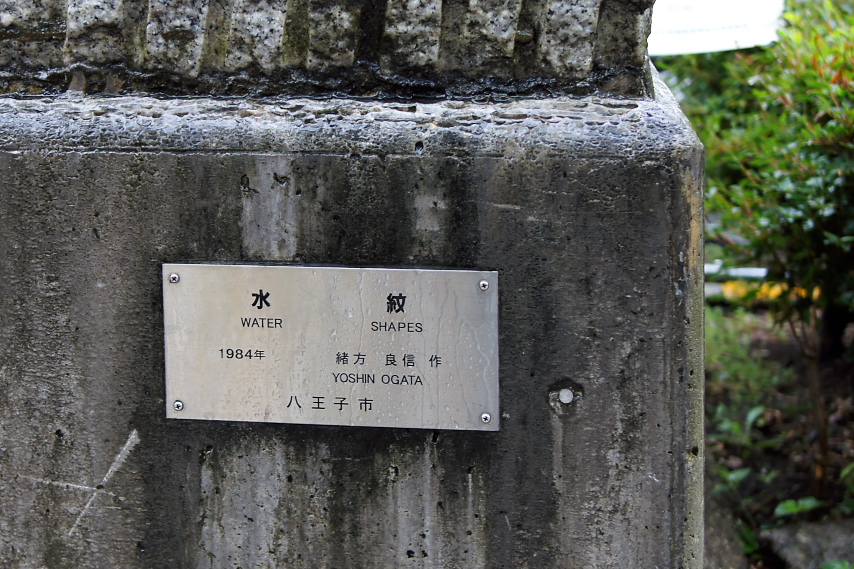 水 紋
WATER SHAPES
1984年 緒方 良信 作
YOSHIN OGATA
八王子市